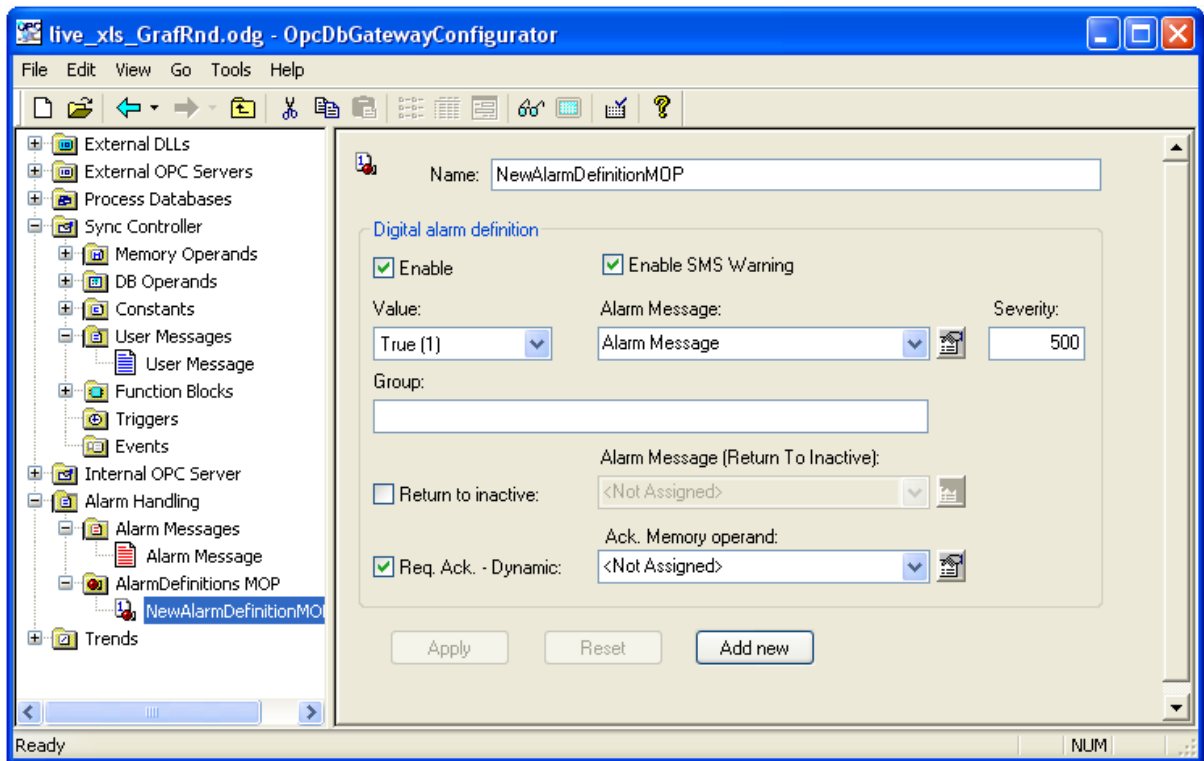 live_xls_GrafRnd.odg - OpcDbGatewayConfigurator
File Edit View Go Tools Help
External DLLs
External OPC Servers
Process Databases
Sync Controller
Memory Operands
DB Operands
Constants
User Messages
User Message
Function Blocks
Triggers
Events
Internal OPC Server
Alarm Handling
Alarm Messages
Alarm Message
AlarmDefinitions MOP
NewAlarmDefinitionMOP
Trends
Name: NewAlarmDefinitionMOP
Digital alarm definition
Enable Enable SMS Warning
Value: Alarm Message: Severity:
True (1) Alarm Message 500
Group:
Alarm Message (Return To Inactive):
Return to inactive: <Not Assigned>
Ack. Memory operand:
Req. Ack. - Dynamic: <Not Assigned>
Apply Reset Add new
Ready NUM